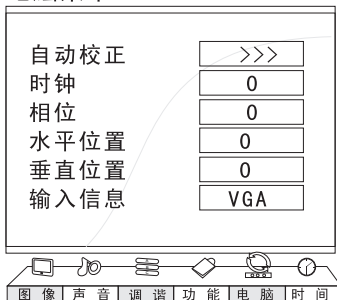 自动校正 >>>
时钟 0
相位 0
水平位置 0
垂直位置 0
输入信息 VGA
图像 声音 调谐 功能 电脑 时间